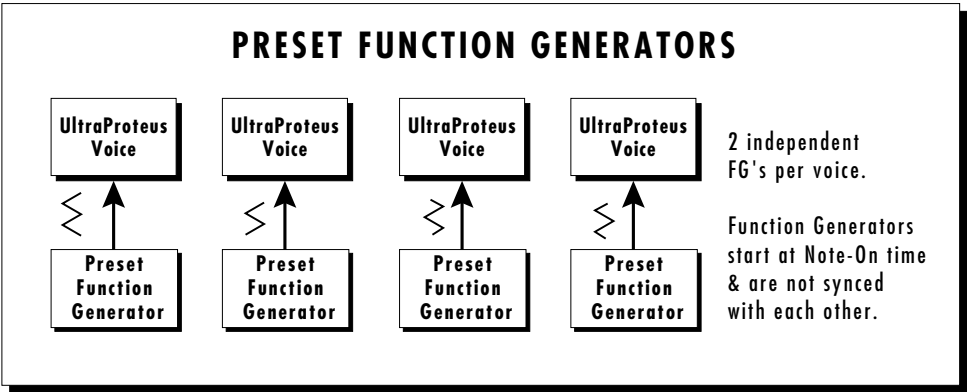 PRESET FUNCTION GENERATORS
UltraProteus
Voice
UltraProteus
Voice
UltraProteus
Voice
UltraProteus
Voice
2 independent
FG's per voice.
Function Generators
start at Note-On time
& are not synced
with each other.
Preset
Function
Generator
Preset
Function
Generator
Preset
Function
Generator
Preset
Function
Generator